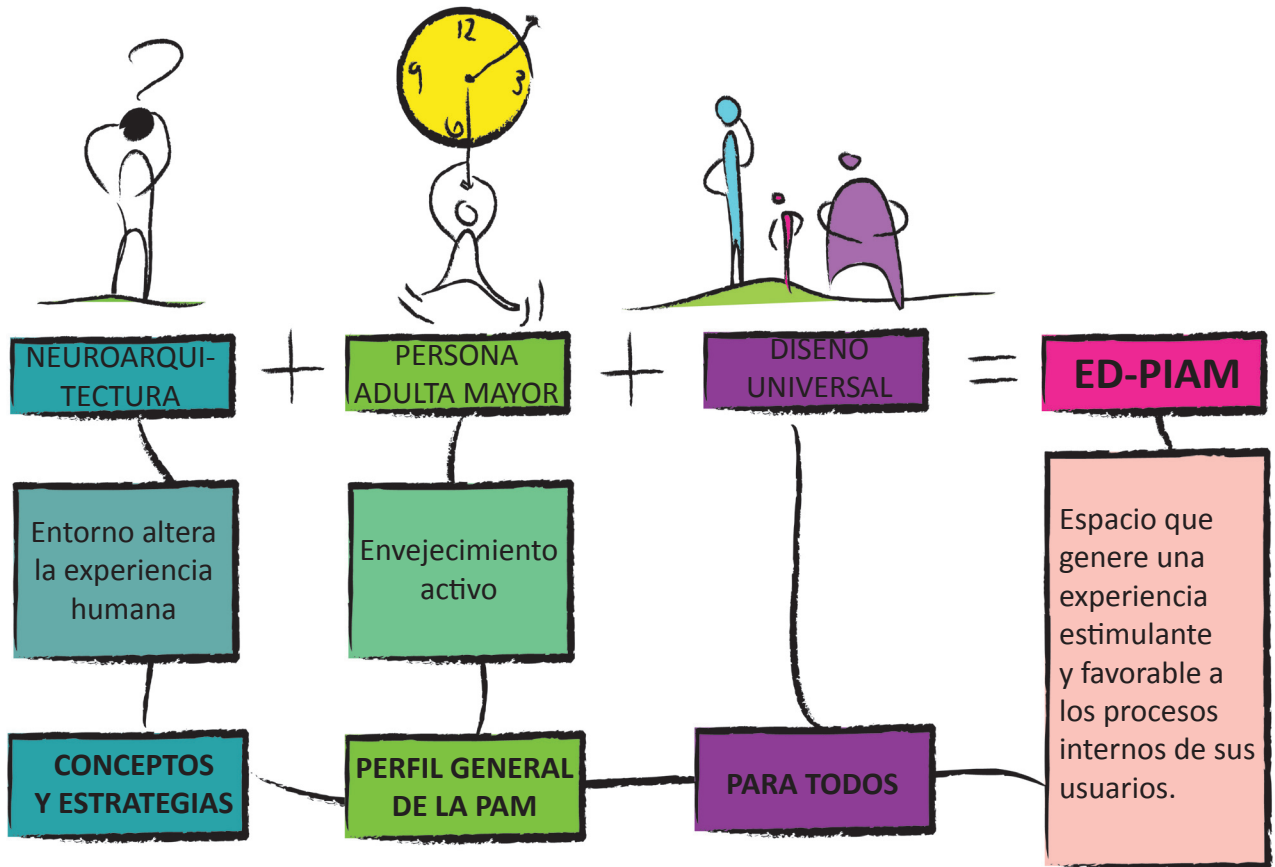 12
9
3
6
NEUROARQUI-
TECTURA
+
PERSONA
ADULTA MAYOR
+
DISENO
UNIVERSAL
=
ED-PIAM
Entorno altera
la experiencia
humana
Envejecimiento
activo
Espacio que
genere una
experiencia
estimulante
y favorable a
los procesos
internos de sus
usuarios.
CONCEPTOS
Y ESTRATEGIAS
PERFIL GENERAL
DE LA PAM
PARA TODOS